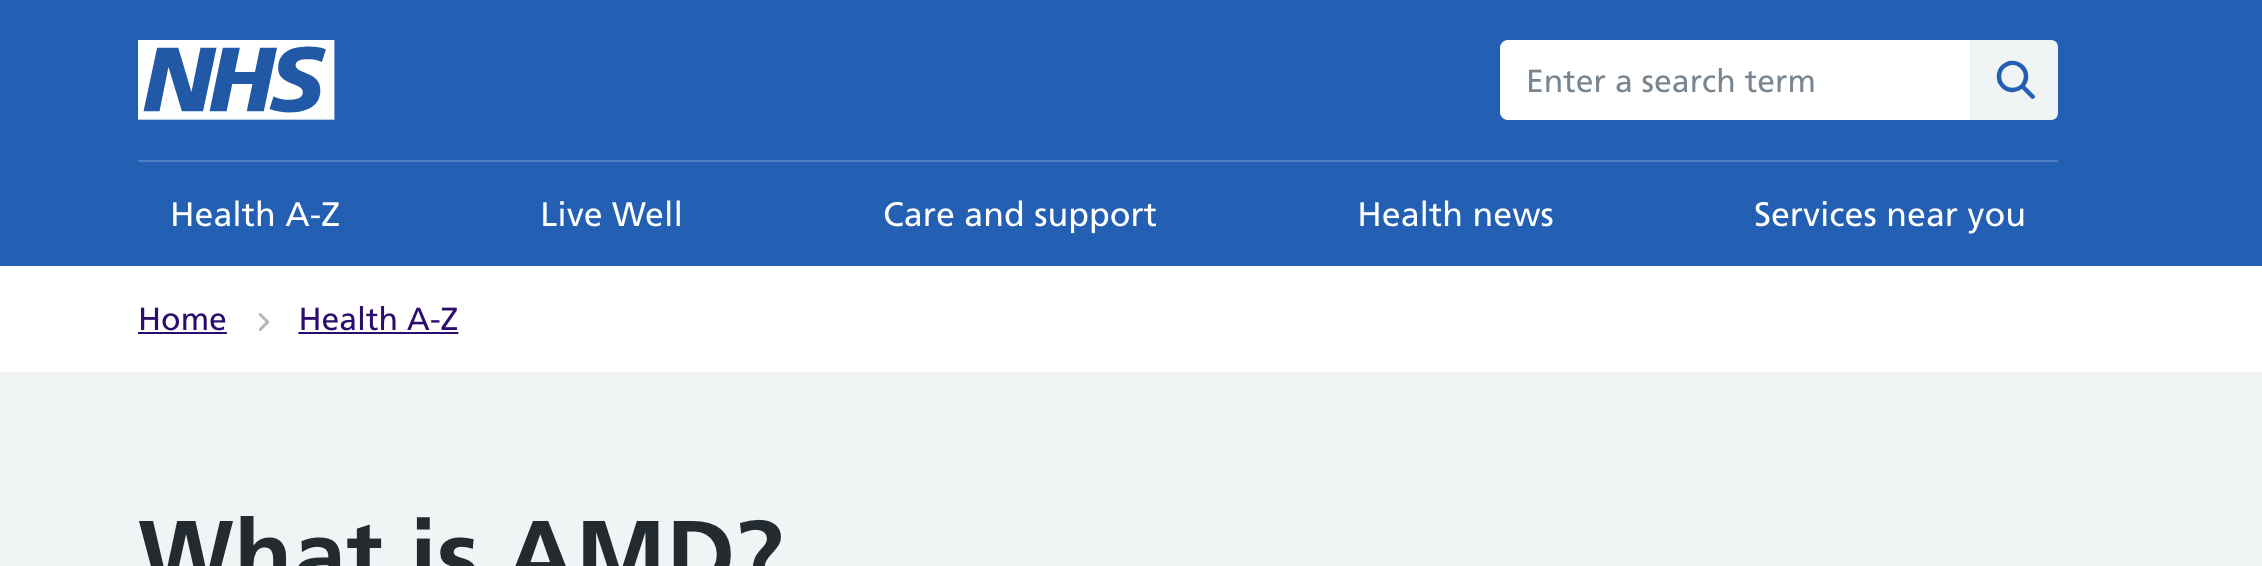 NHS
Enter a search term
Health A-Z Live Well Care and support Health news Services near you
Home Health A-Z
What is AMD?